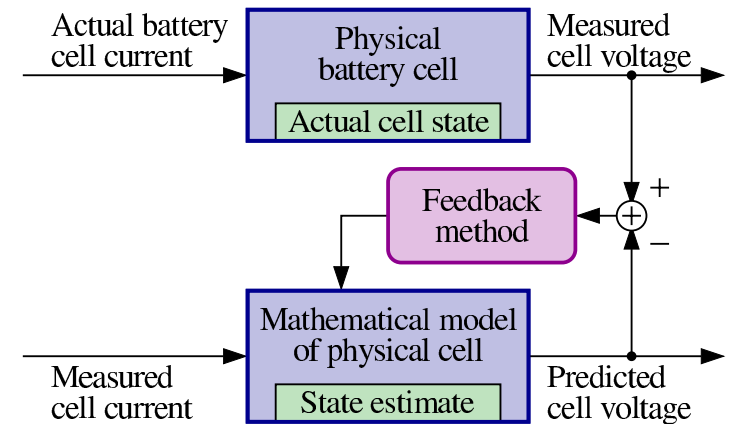 Actual battery
cell current
Physical
battery cell
Actual cell state
Measured
cell voltage
+
Feedback
method
+
−
Mathematical model
of physical cell
State estimate
Measured
cell current
Predicted
cell voltage